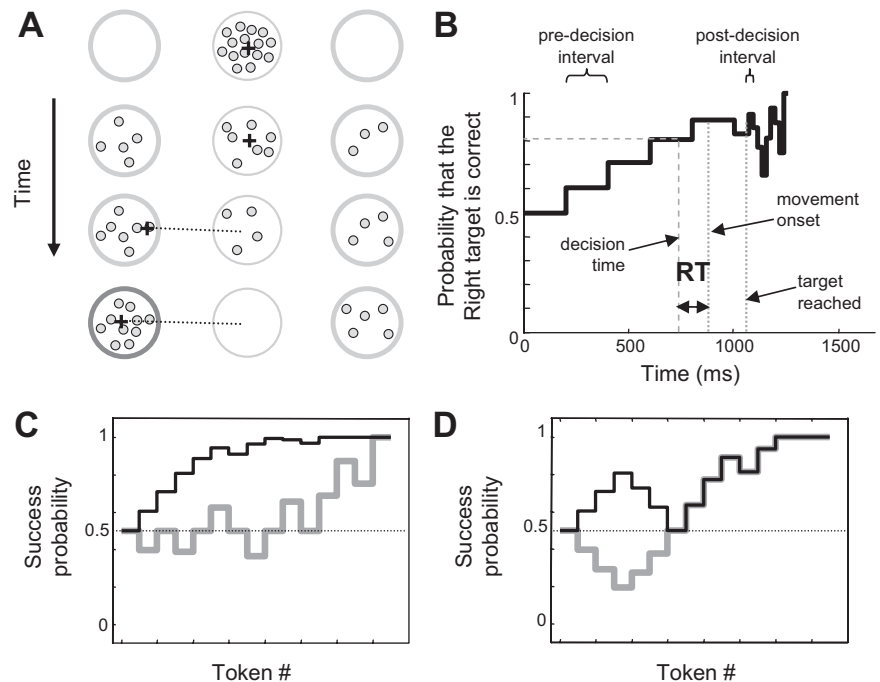 A
Time
B
pre-decision
interval
post-decision
interval
Probability that the
Right target is correct
1
0.5
0
decision
time
RT
movement
onset
target
reached
0
500
1000
1500
Time (ms)
C
Success
probability
1
0.5
0
Token #
D
Success
probability
1
0.5
0
Token #